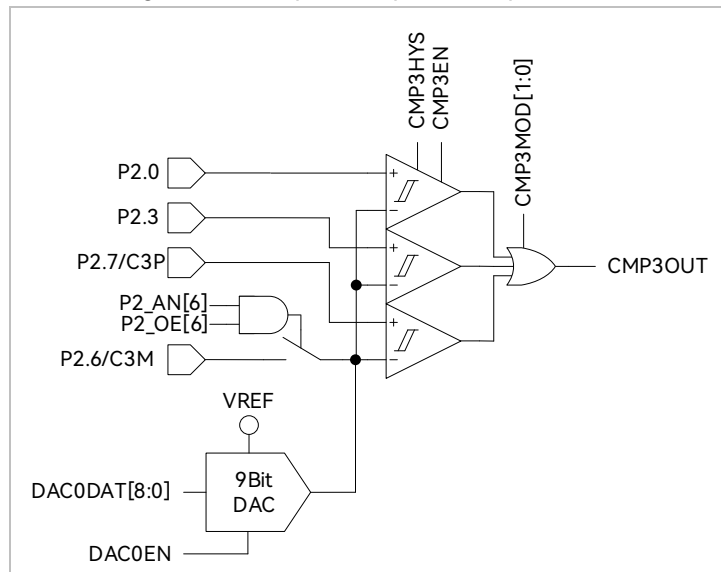 CMP3HYS
CMP3EN
CMP3MOD[1:0]
P2.0
P2.3
P2.7/C3P
P2_AN[6]
P2_OE[6]
P2.6/C3M
+
−
+
−
+
−
CMP3OUT
VREF
DAC0DAT[8:0]
9Bit
DAC
DAC0EN